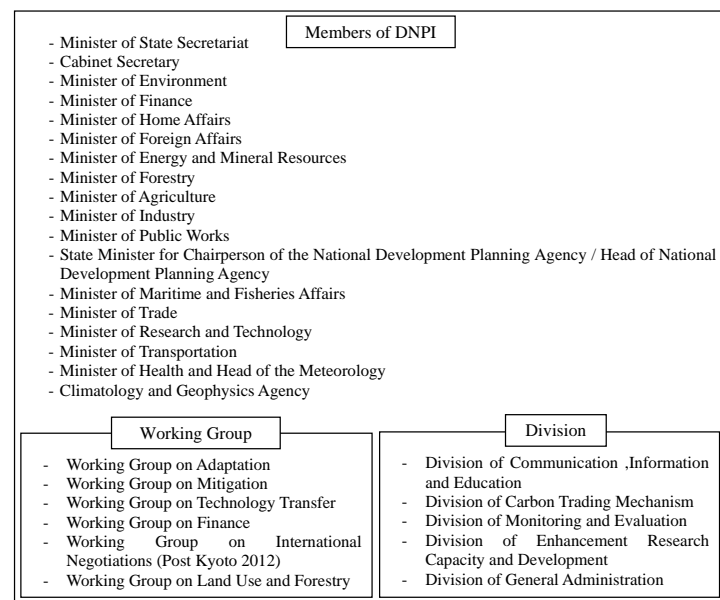 Members of DNPI
- Minister of State Secretariat
- Cabinet Secretary
- Minister of Environment
- Minister of Finance
- Minister of Home Affairs
- Minister of Foreign Affairs
- Minister of Energy and Mineral Resources
- Minister of Forestry
- Minister of Agriculture
- Minister of Industry
- Minister of Public Works
- State Minister for Chairperson of the National Development Planning Agency / Head of National
Development Planning Agency
- Minister of Maritime and Fisheries Affairs
- Minister of Trade
- Minister of Research and Technology
- Minister of Transportation
- Minister of Health and Head of the Meteorology
- Climatology and Geophysics Agency
Working Group
- Working Group on Adaptation
- Working Group on Mitigation
- Working Group on Technology Transfer
- Working Group on Finance
- Working Group on International
Negotiations (Post Kyoto 2012)
- Working Group on Land Use and Forestry
Division
- Division of Communication ,Information
and Education
- Division of Carbon Trading Mechanism
- Division of Monitoring and Evaluation
- Division of Enhancement Research
Capacity and Development
- Division of General Administration